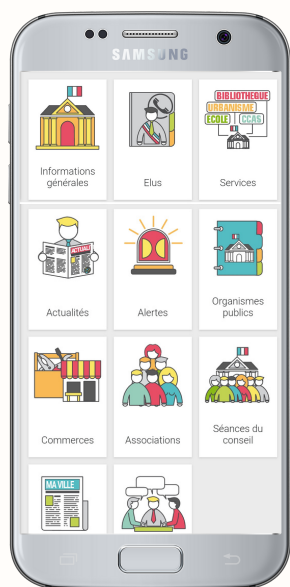 SAMSUNG
BIBLIOTHEQUE
URBANISME
ECOLE CCAS
Informations
générales
Elus
Services
ACTUALI
Actualités
Alertes
Organismes
publics
Commerces
Associations
Séances du
conseil
MA VILLE